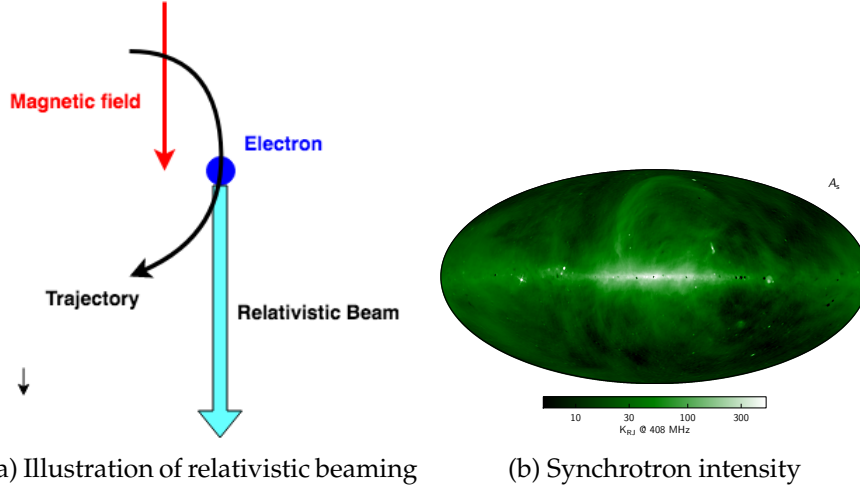 Magnetic field
Electron
Trajectory
Relativistic Beam
A_s
10 30 100 300
K_RJ @ 408 MHz
a) Illustration of relativistic beaming
(b) Synchrotron intensity